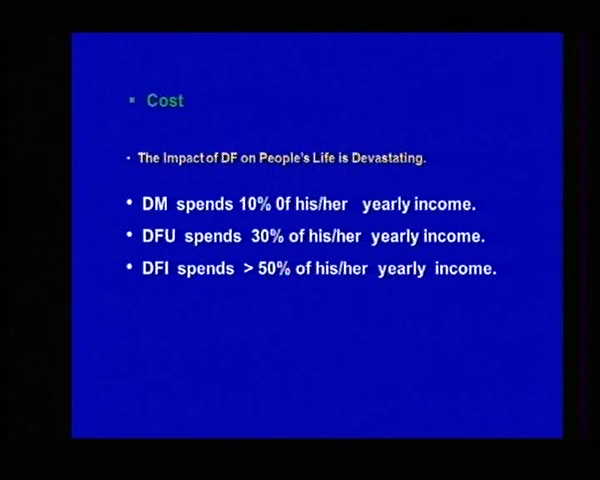 ▪ Cost
• The Impact of DF on People's Life is Devastating.
• DM spends 10% 0f his/her yearly income.
• DFU spends 30% of his/her yearly income.
• DFI spends > 50% of his/her yearly income.